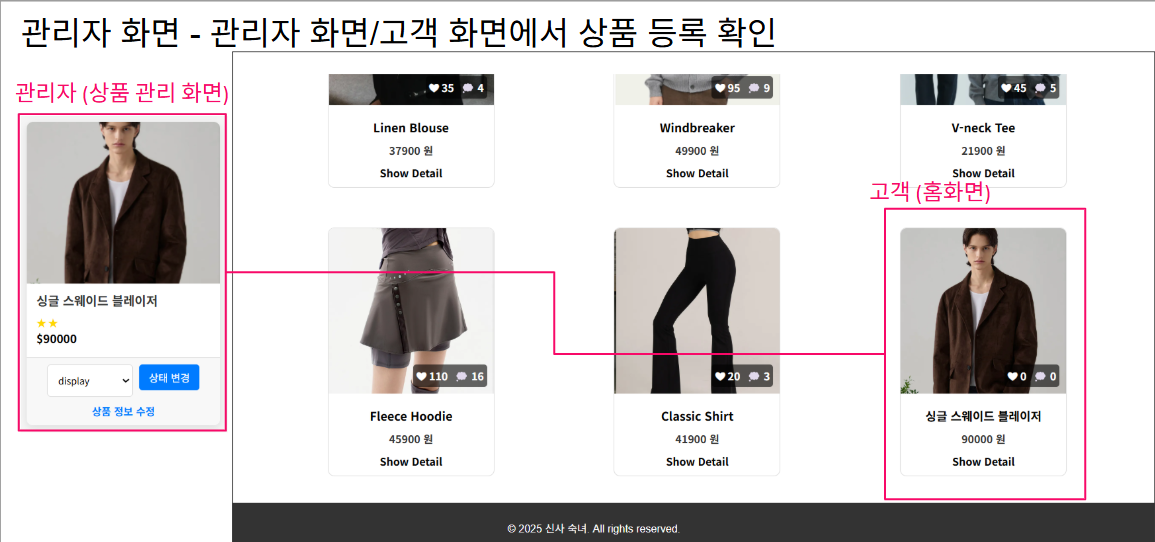 관리자 화면 - 관리자 화면/고객 화면에서 상품 등록 확인
관리자 (상품 관리 화면)
싱글 스웨이드 블레이저
★★
$90000
display
상태 변경
상품 정보 수정
35 4
Linen Blouse
37900 원
Show Detail
95 9
Windbreaker
49900 원
Show Detail
45 5
V-neck Tee
21900 원
Show Detail
고객 (홈화면)
110 16
Fleece Hoodie
45900 원
Show Detail
20 3
Classic Shirt
41900 원
Show Detail
0 0
싱글 스웨이드 블레이저
90000 원
Show Detail
© 2025 신사 숙녀. All rights reserved.